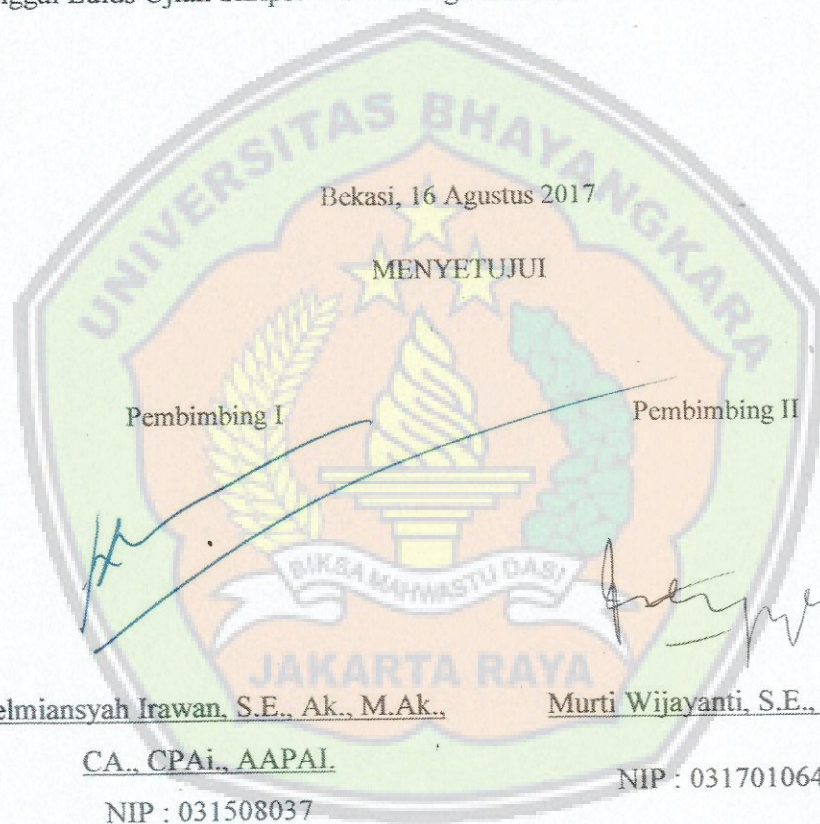 Bekasi, 16 Agustus 2017
MENYETUJUI
Pembimbing I Pembimbing II
UNIVERSITAS BHAYANGKARA
BIKSA MAHWASTU DASI
JAKARTA RAYA
Irawan, S.E., Ak., M.Ak., Murti Wijayanti, S.E.,
CA., CPAi., AAPAI.
NIP : 031508037 NIP : 031701064